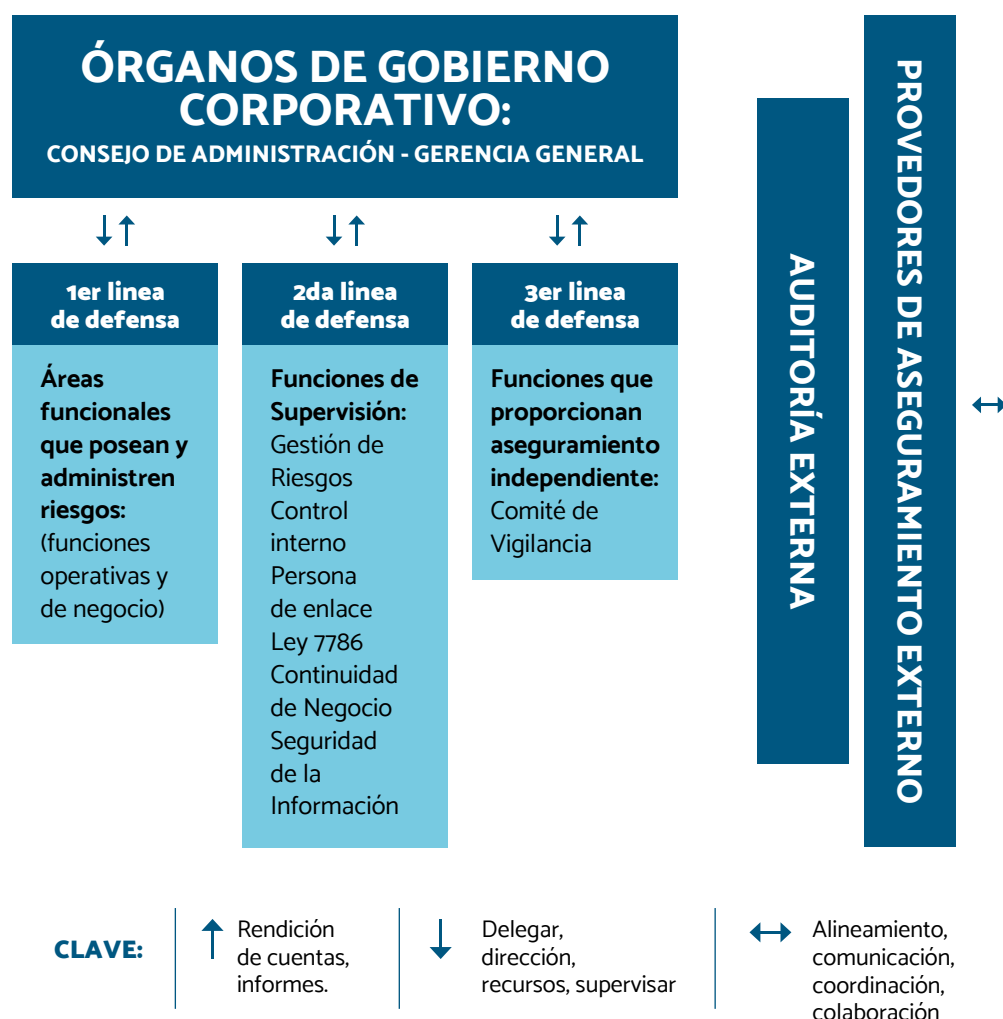 ÓRGANOS DE GOBIERNO
CORPORATIVO:
CONSEJO DE ADMINISTRACIÓN - GERENCIA GENERAL
1er linea
de defensa
Áreas
funcionales
que posean y
administren
riesgos:
(funciones
operativas y
de negocio)
2da linea
de defensa
Funciones de
Supervisión:
Gestión de
Riesgos
Control
interno
Persona
de enlace
Ley 7786
Continuidad
de Negocio
Seguridad
de la
Información
3er linea
de defensa
Funciones que
proporcionan
aseguramiento
independiente:
Comité de
Vigilancia
AUDITORÍA EXTERNA
PROVEDORES DE ASEGURAMIENTO EXTERNO
CLAVE:
Rendición
de cuentas,
informes.
Delegar,
dirección,
recursos, supervisar
Alineamiento,
comunicación,
coordinación,
colaboración